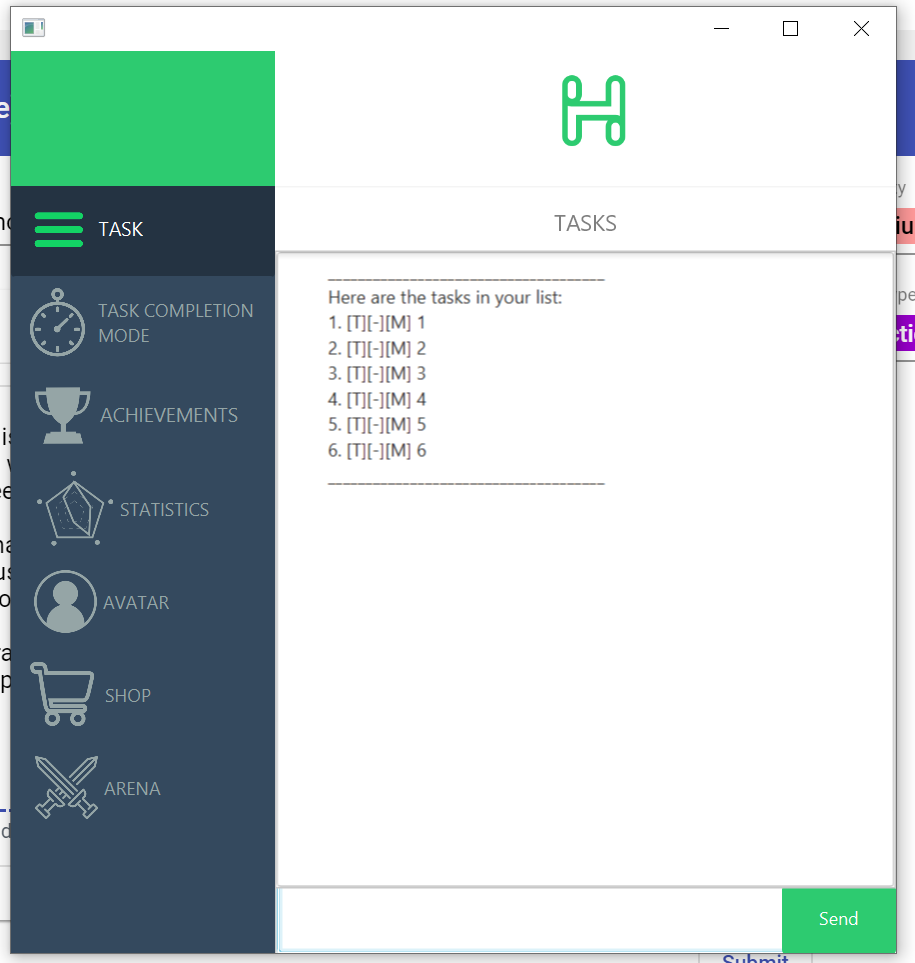 TASK
TASK COMPLETION
MODE
ACHIEVEMENTS
STATISTICS
AVATAR
SHOP
ARENA
TASKS
____________________________________
Here are the tasks in your list:
1. [T][-][M] 1
2. [T][-][M] 2
3. [T][-][M] 3
4. [T][-][M] 4
5. [T][-][M] 5
6. [T][-][M] 6
____________________________________
Send
Submit